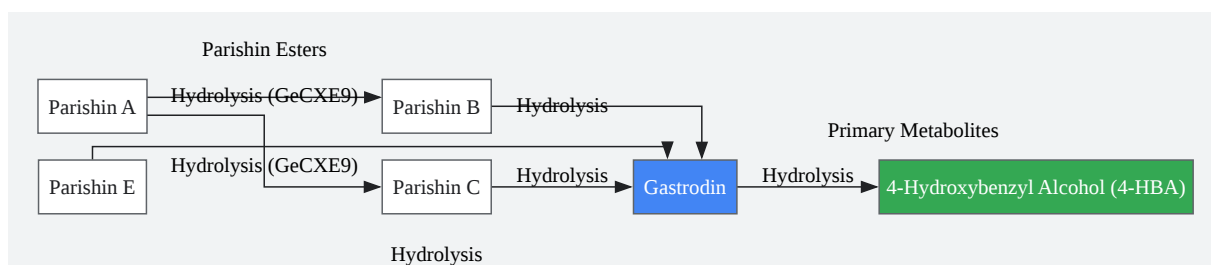 Parishin Esters
Hydrolysis (GeCXE9)
Parishin A
Parishin B
Hydrolysis
Primary Metabolites
Hydrolysis (GeCXE9)
Parishin E
Parishin C
Hydrolysis
Gastrodin
Hydrolysis
4-Hydroxybenzyl Alcohol (4-HBA)
Hydrolysis